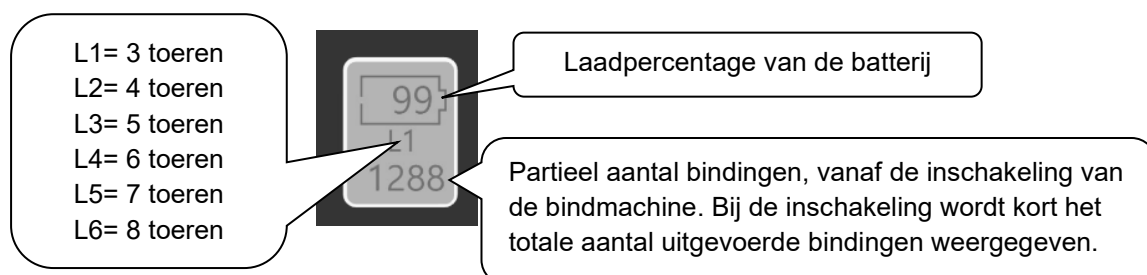 L1= 3 toeren
L2= 4 toeren
L3= 5 toeren
L4= 6 toeren
L5= 7 toeren
L6= 8 toeren
99
L1
1288
Laadpercentage van de batterij
Partieel aantal bindingen, vanaf de inschakeling van
de bindmachine. Bij de inschakeling wordt kort het
totale aantal uitgevoerde bindingen weergegeven.